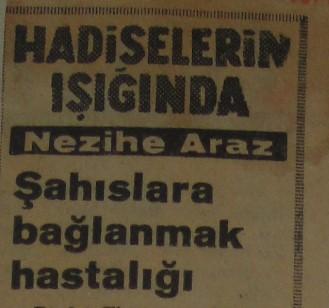 HADİSELERİN
IŞIĞINDA
Nezihe Araz
Şahıslara
bağlanmak
hastalığı